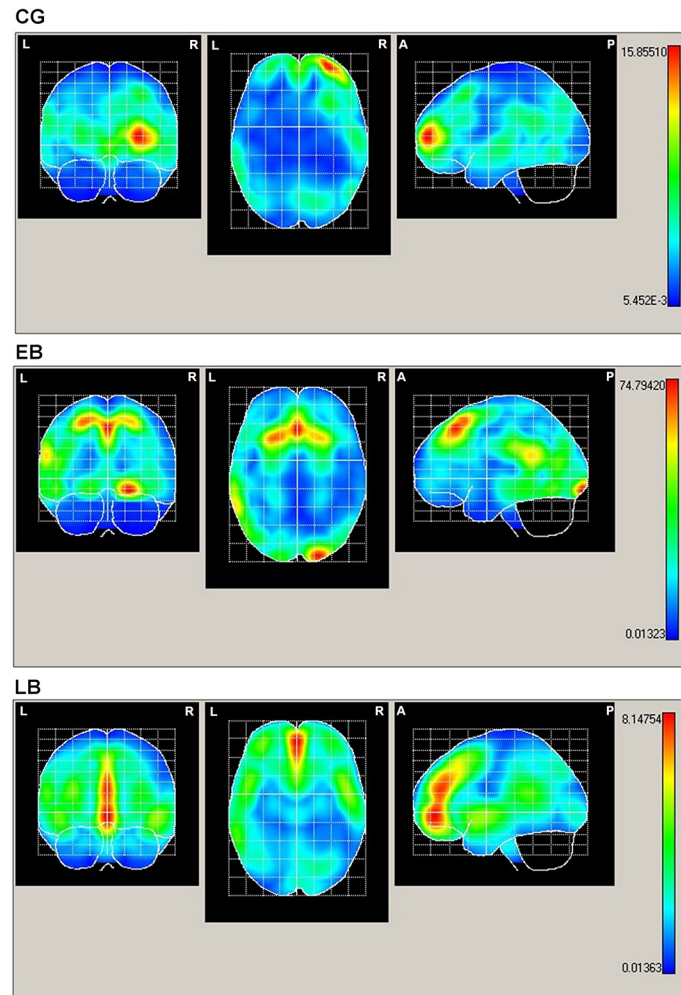 CG
L R L R A P
15.85510
5.452E-3
EB
L R L R A P
74.79420
0.01323
LB
L R L R A P
8.14754
0.01363